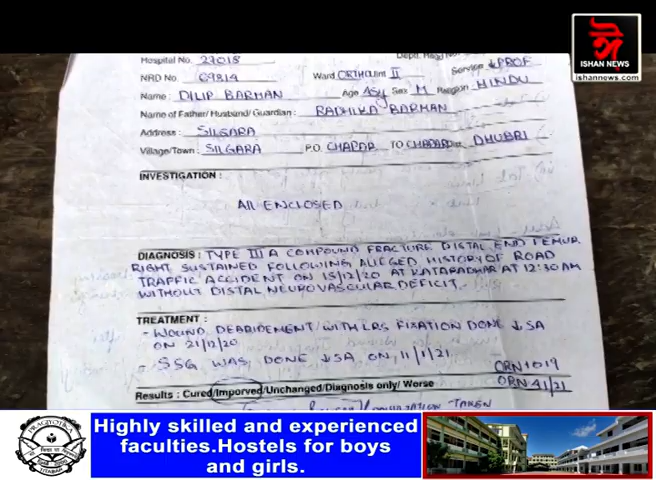 ISHAN NEWS
ishannews.com
Hospital No. 27018
NRD No. 69814 Ward ORTHO Unit II Service ↓ PROF
Name: DILIP BARMAN Age 45y Sex M Religion HINDU
Name of Father/ Husband/ Guardian: RADHIKA BARMAN
Address: SILGARA
Village/Town: SILGARA P.O. CHAPAR DHUBRI
INVESTIGATION :
All ENCLOSED
DIAGNOSIS: TYPE III A COMPOUND FRACTURE DISTAL END FEMUR
RIGHT SUSTAINED FOLLOWING ALLEGED HISTORY OF ROAD
TRAFFIC ACCIDENT ON 15/12/20 AT KATARADHAR AT 12:30 AM
WITHOUT DISTAL NEUROVASCULAR DEFICIT.
TREATMENT :
- WOUND DEBRIDEMENT WITH LRS FIXATION DONE ↓ SA
ON 21/12/20
- SSG WAS DONE ↓ SA ON, 11/1/21
ORN 1019
ORN-41/21
Results : Cured/Imporved/Unchanged/Diagnosis only/ Worse
TAKEN
Highly skilled and experienced
faculties.Hostels for boys
and girls.